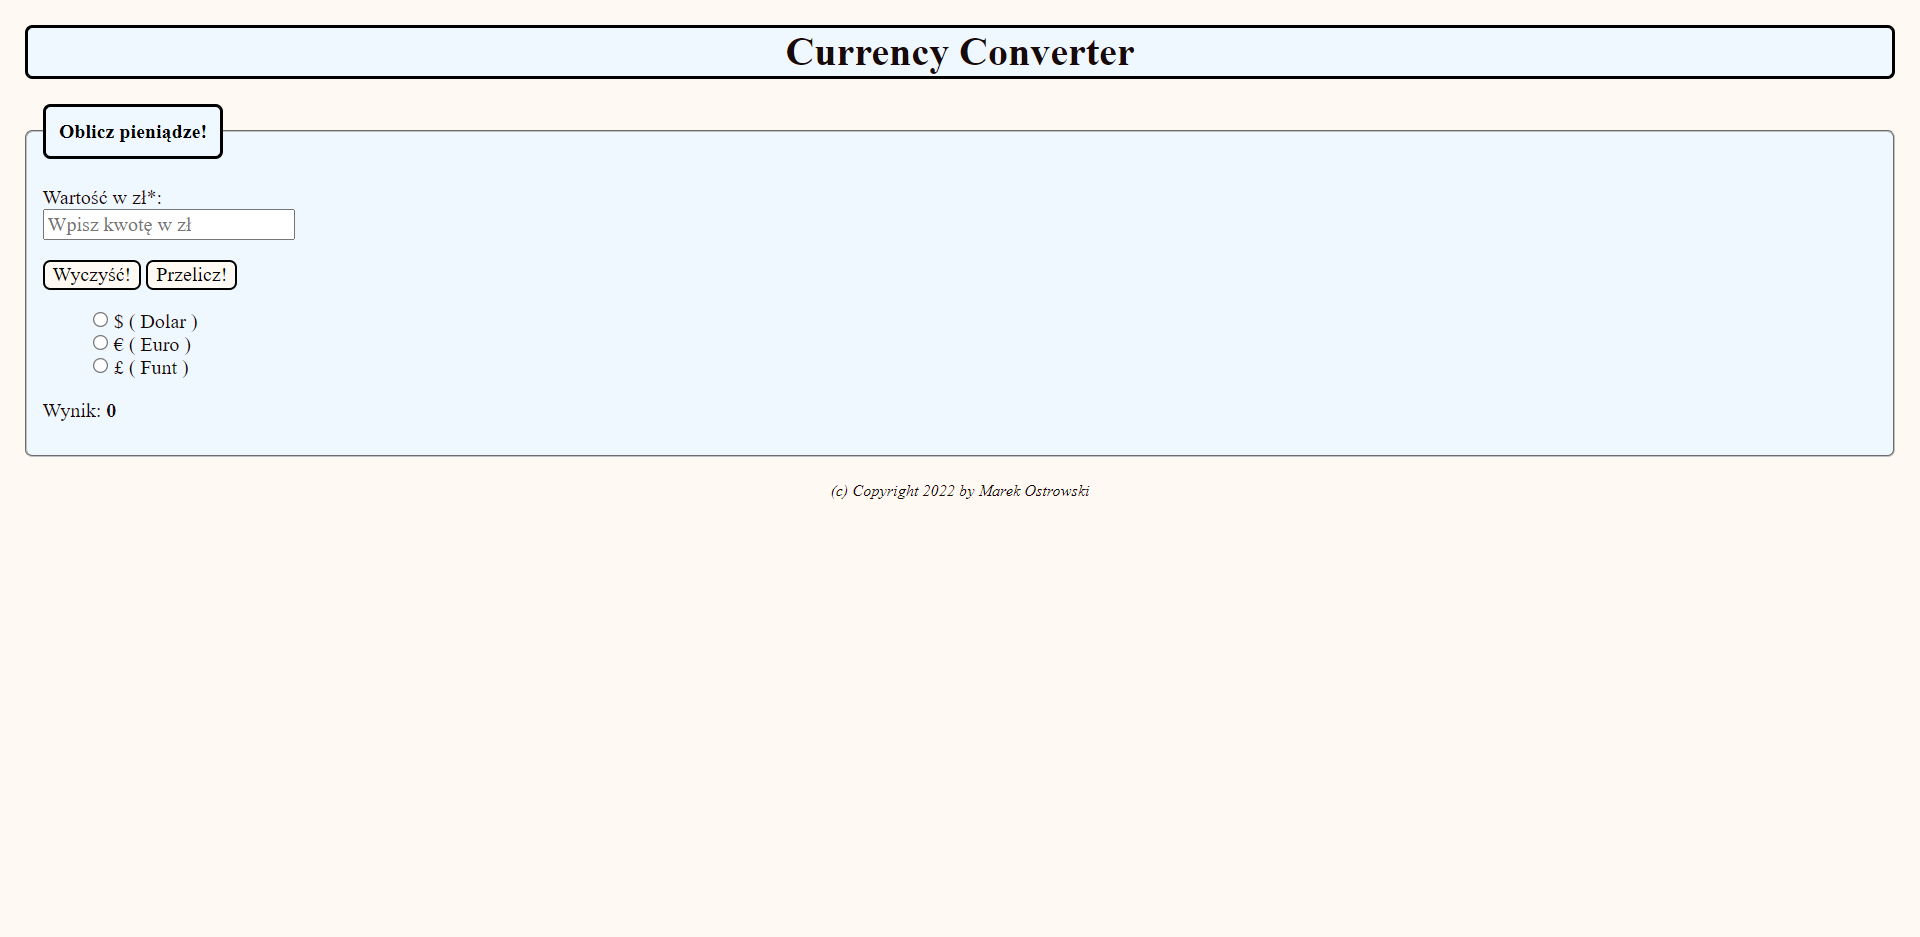 Currency Converter
Oblicz pieniądze!
Wartość w zł*:
Wpisz kwotę w zł
Wyczyść! Przelicz!
$ ( Dolar )
€ ( Euro )
£ ( Funt )
Wynik: 0
(c) Copyright 2022 by Marek Ostrowski